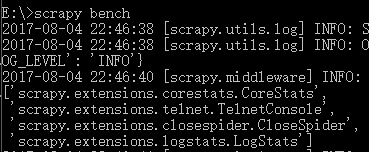 E:\>scrapy bench
2017-08-04 22:46:38 [scrapy.utils.log] INFO: S
2017-08-04 22:46:38 [scrapy.utils.log] INFO:
OG_LEVEL': 'INFO'}
2017-08-04 22:46:40 [scrapy.middleware] INFO:
['scrapy.extensions.corestats.CoreStats',
'scrapy.extensions.telnet.TelnetConsole',
'scrapy.extensions.closespider.CloseSpider',
'scrapy.extensions.logstats.LogStats']